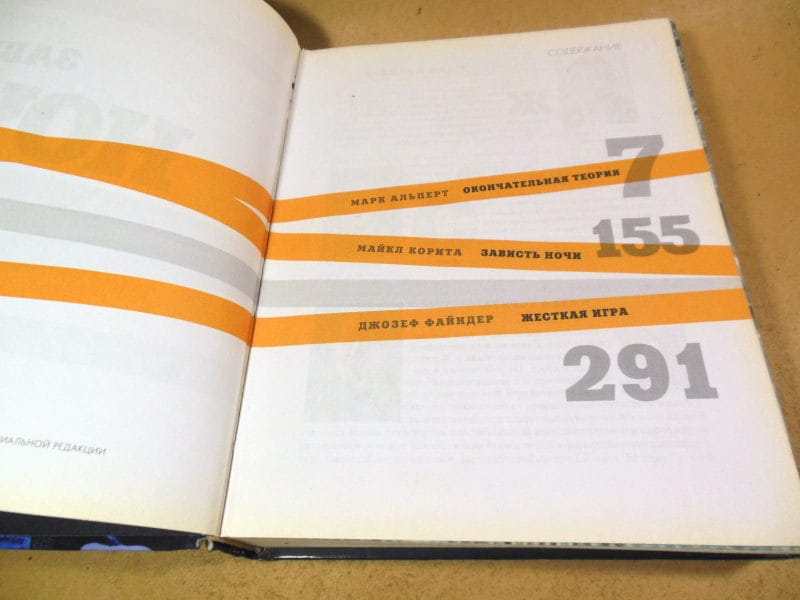 СОДЕРЖАНИЕ
МАРК АЛЬПЕРТ ОКОНЧАТЕЛЬНАЯ ТЕОРИЯ 7
МАЙКЛ КОРИТА ЗАВИСТЬ НОЧИ 155
ДЖОЗЕФ ФАЙНДЕР ЖЕСТКАЯ ИГРА
291
ИАЛЬНОЙ РЕДАКЦИИ